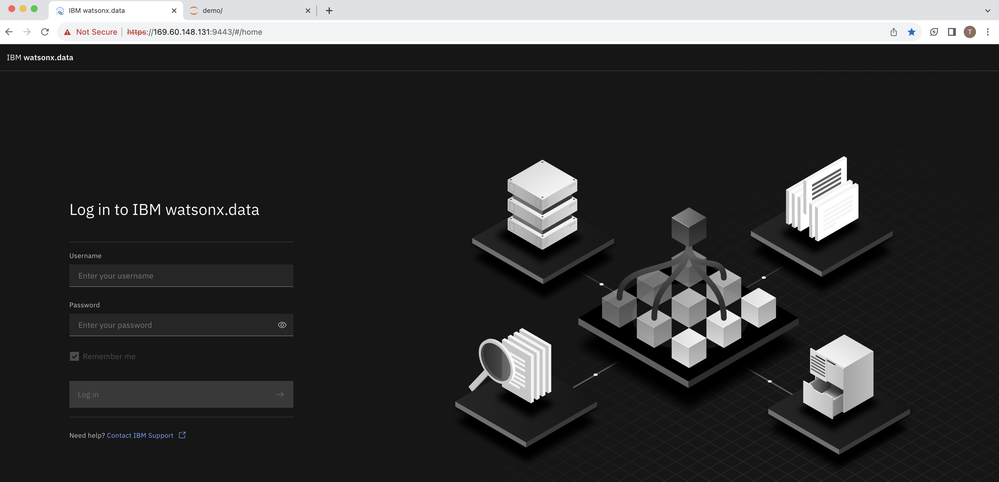 IBM watsonx.data
demo/
Not Secure https://169.60.148.131:9443/#/home
T
IBM watsonx.data
Log in to IBM watsonx.data
Username
Enter your username
Password
Enter your password
Remember me
Log in
Need help? Contact IBM Support